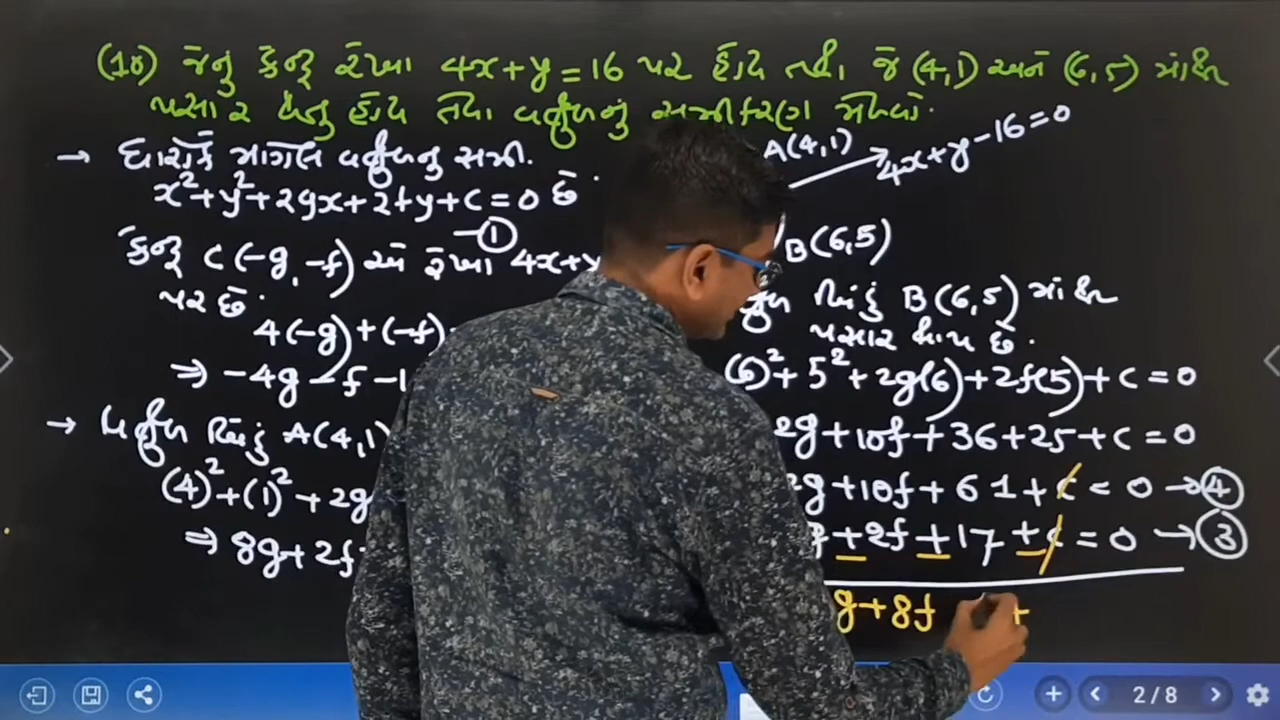 (10) જેનું કેન્દ્ર રેખા 4x+y=16 પર હોય તથા જે (4,1) અને (6,5) માંથી
પસાર થતું હોય તેવા વર્તુળનું સમીકરણ મેળવો.
→ ધારોકે માગેલ વર્તુળનું સમી.
x²+y²+2gx+2fy+c=0 છે.
—①
કેન્દ્ર C(-g,-f) એ રેખા 4x+y
પર છે.
4(-g)+(-f)
⇒ -4g-f-1
→ વર્તુળ બિંદુ A(4,1)
(4)²+(1)²+2g
⇒ 8g+2f
A(4,1)
4x+y-16=0
B(6,5)
બિંદુ B(6,5) માંથી
પસાર થાય છે.
(6)²+5²+2g(6)+2f(5)+c=0
2g+10f+36+25+c=0
2g+10f+61+c=0→④
+2f+17+c=0→③
g+8f +
2/8